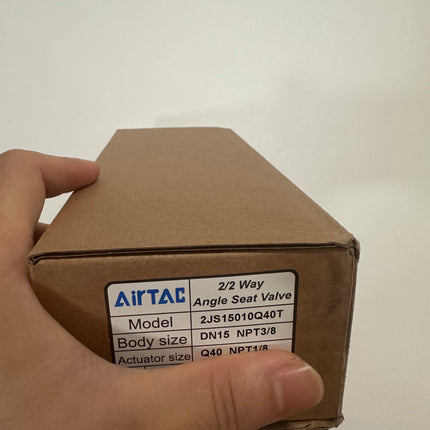 AirTAC 2/2 Way
Angle Seat Valve
Model 2JS15010Q40T
Body size DN15 NPT3/8
Actuator size Q40 NPT1/8